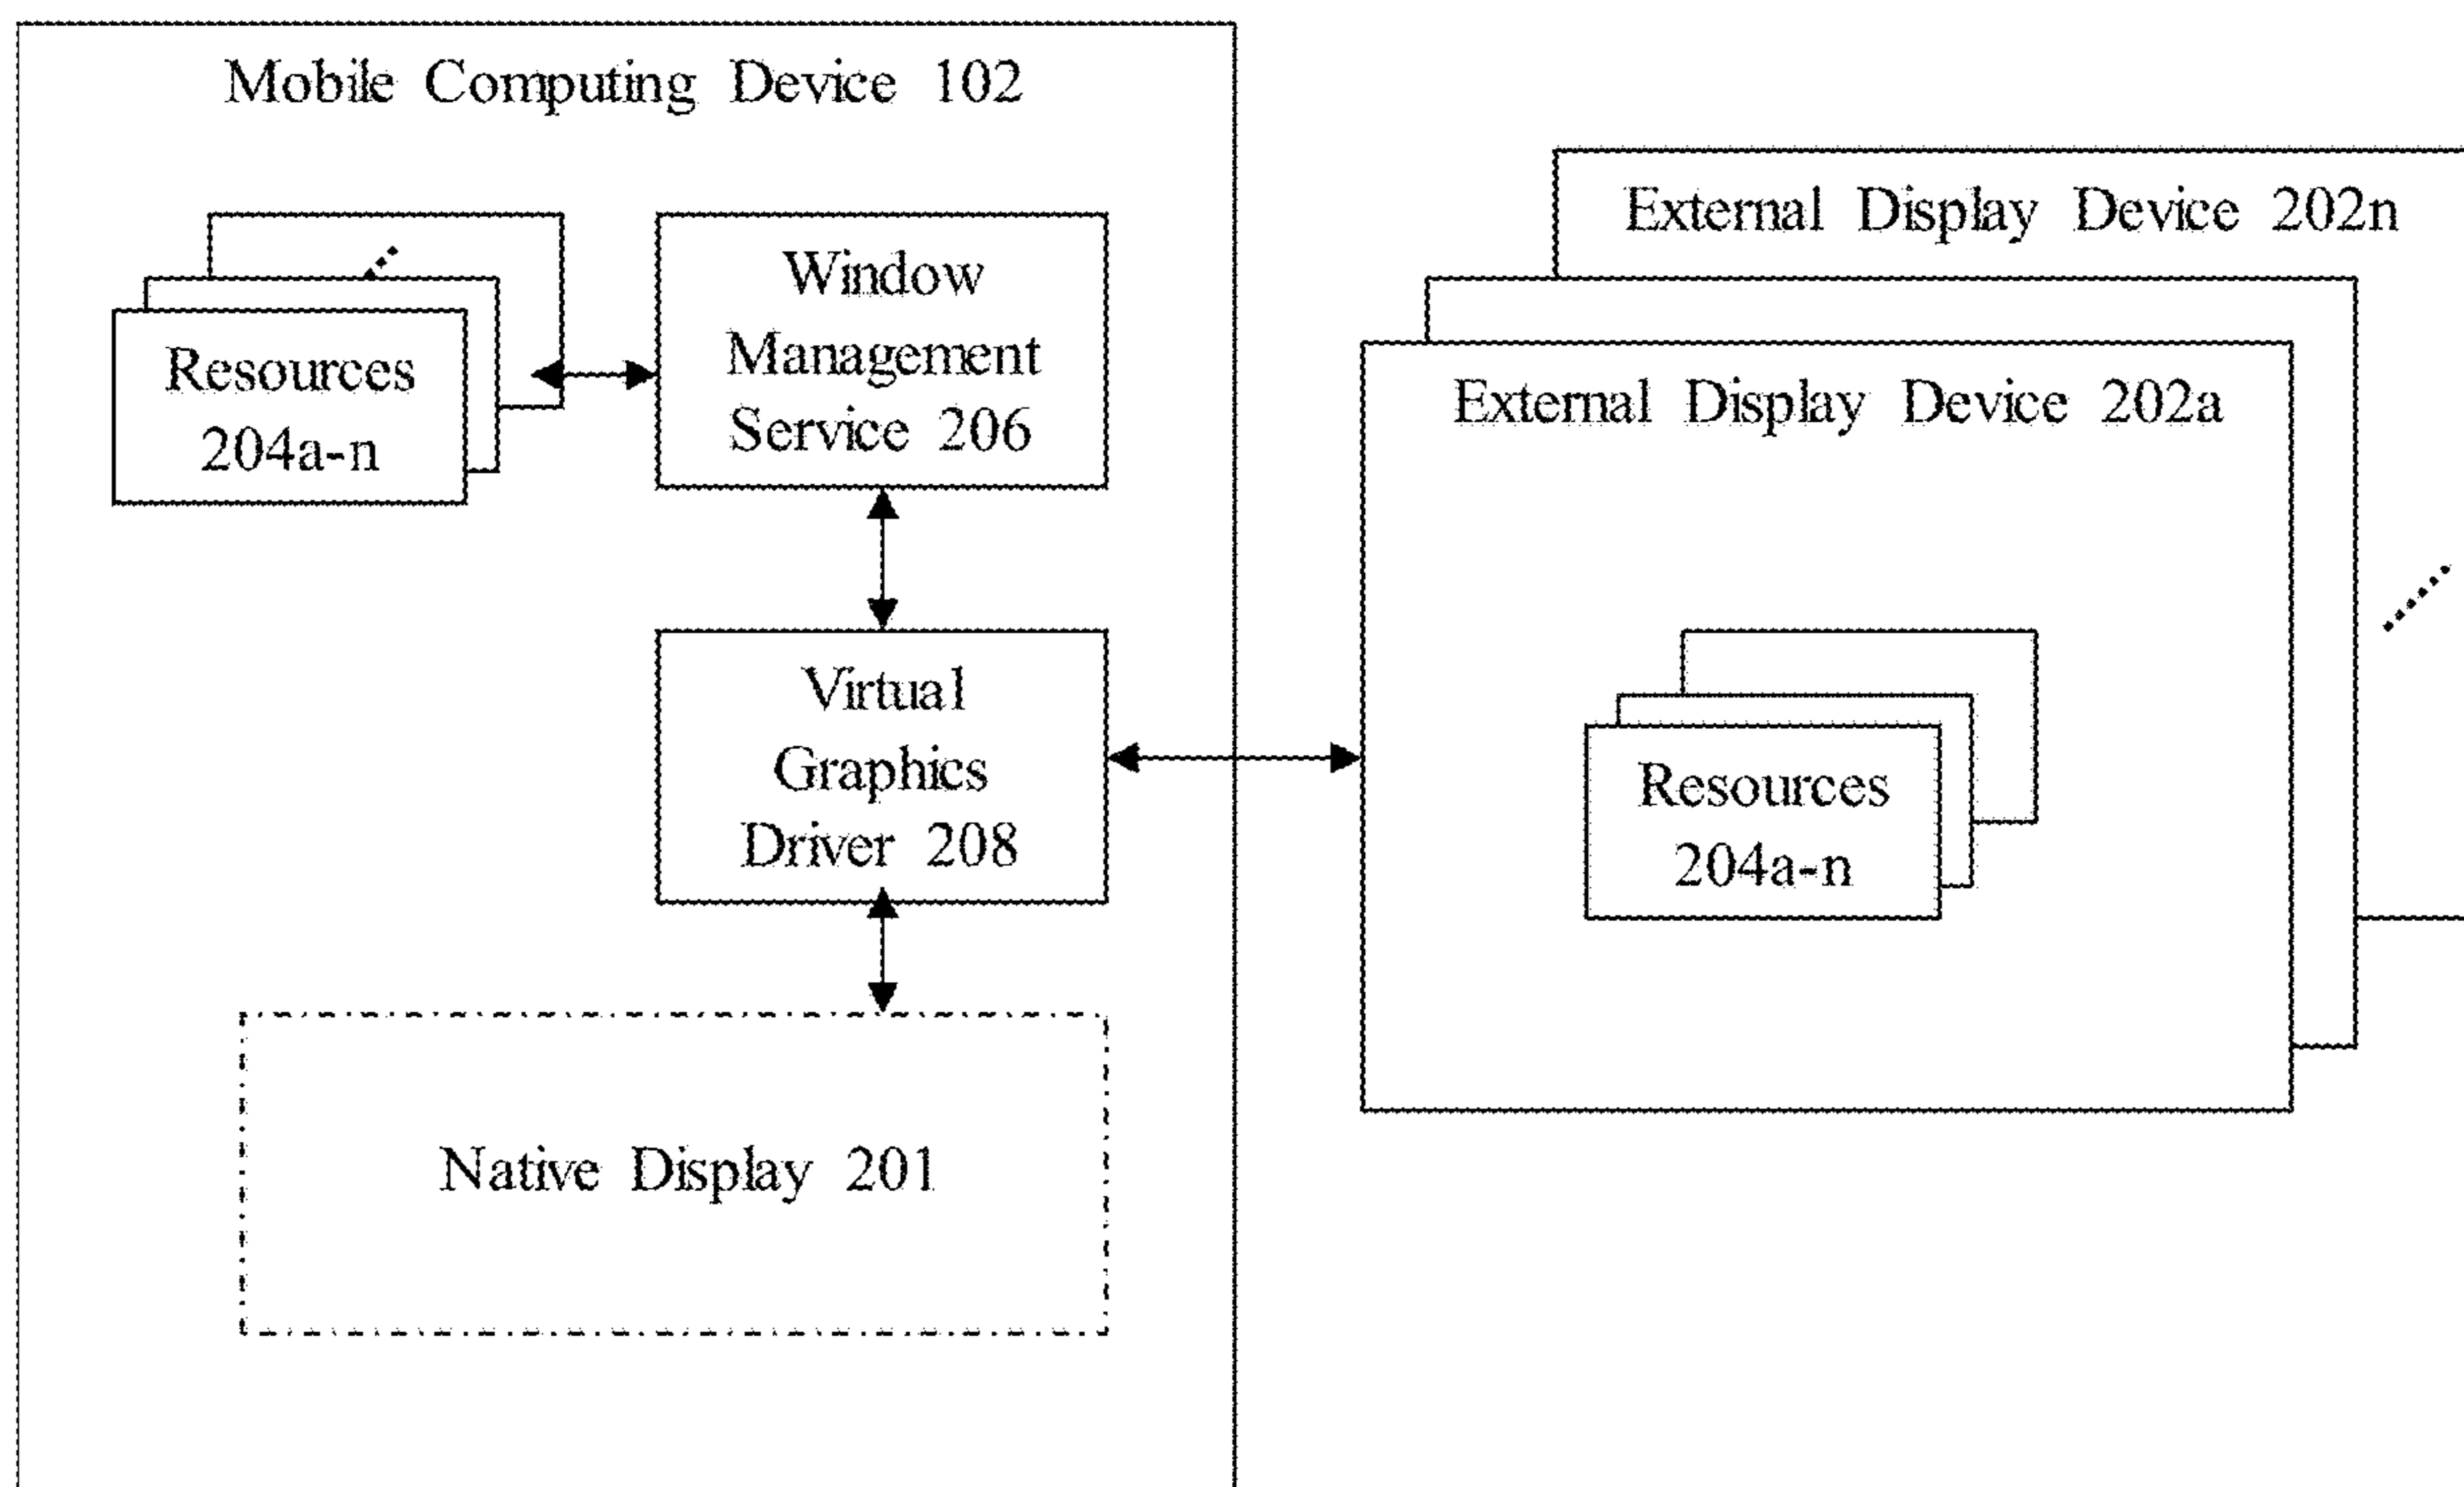 Mobile Computing Device 102
Resources
204a-n
Window
Management
Service 206
Virtual
Graphics
Driver 208
Native Display 201
External Display Device 202n
External Display Device 202a
Resources
204a-n